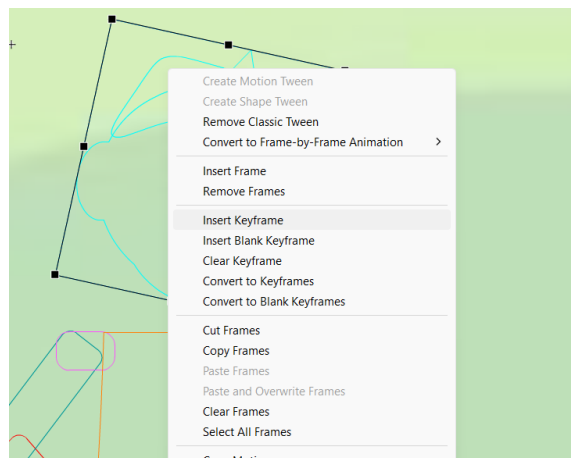 Create Motion Tween
Create Shape Tween
Remove Classic Tween
Convert to Frame-by-Frame Animation
Insert Frame
Remove Frames
Insert Keyframe
Insert Blank Keyframe
Clear Keyframe
Convert to Keyframes
Convert to Blank Keyframes
Cut Frames
Copy Frames
Paste Frames
Paste and Overwrite Frames
Clear Frames
Select All Frames